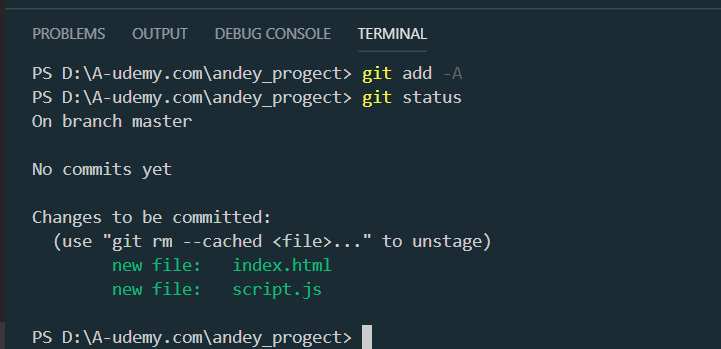 PROBLEMS OUTPUT DEBUG CONSOLE TERMINAL
PS D:\A-udemy.com\andey_progect> git add -A
PS D:\A-udemy.com\andey_progect> git status
On branch master
No commits yet
Changes to be committed:
(use "git rm --cached <file>..." to unstage)
new file: index.html
new file: script.js
PS D:\A-udemy.com\andey_progect>